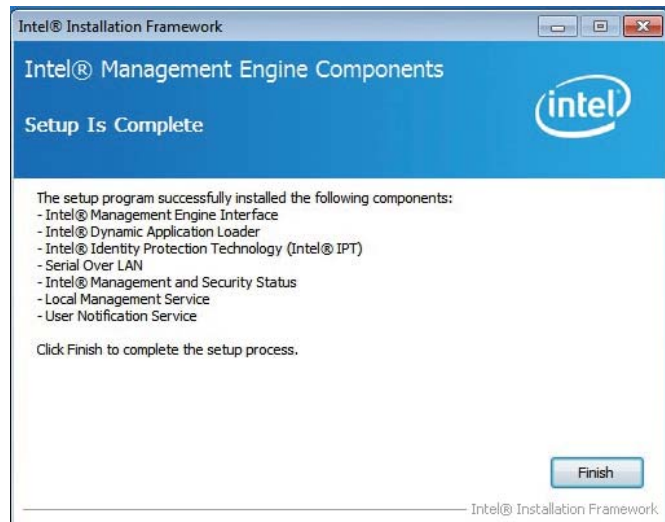 Intel® Installation Framework
Intel® Management Engine Components
Setup Is Complete
intel
The setup program successfully installed the following components:
- Intel® Management Engine Interface
- Intel® Dynamic Application Loader
- Intel® Identity Protection Technology (Intel® IPT)
- Serial Over LAN
- Intel® Management and Security Status
- Local Management Service
- User Notification Service
Click Finish to complete the setup process.
Finish
Intel® Installation Framework